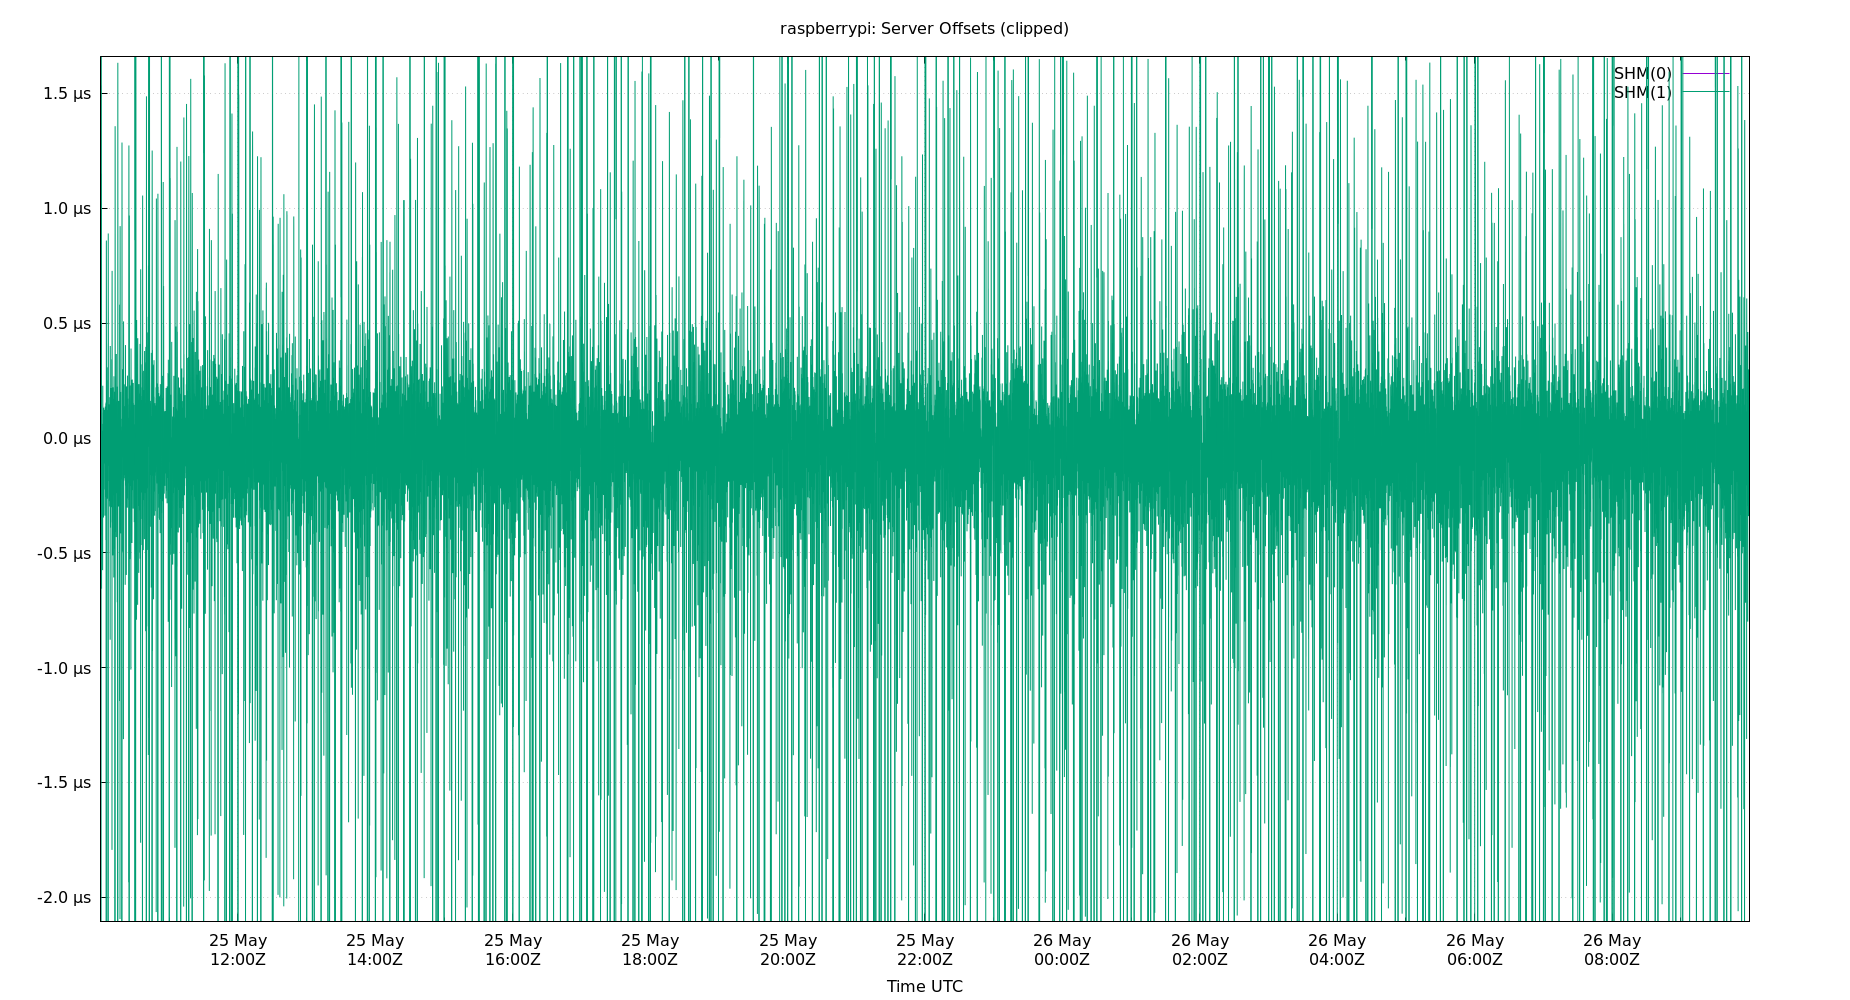 raspberrypi: Server Offsets (clipped)
SHM(0)
SHM(1)
1.5 µs
1.0 µs
0.5 µs
0.0 µs
-0.5 µs
-1.0 µs
-1.5 µs
-2.0 µs
25 May 25 May 25 May 25 May 25 May 25 May 26 May 26 May 26 May 26 May 26 May
12:00Z 14:00Z 16:00Z 18:00Z 20:00Z 22:00Z 00:00Z 02:00Z 04:00Z 06:00Z 08:00Z
Time UTC